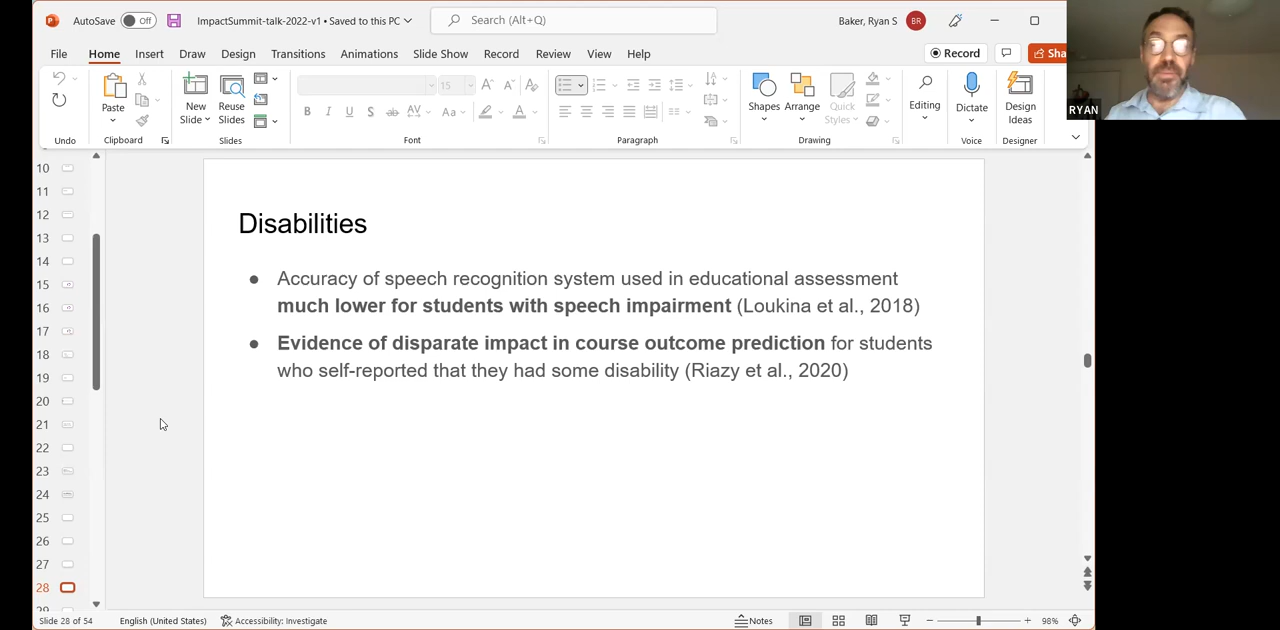 AutoSave Off ImpactSummit-talk-2022-v1 • Saved to this PC Search (Alt+Q) Baker, Ryan S BR
File Home Insert Draw Design Transitions Animations Slide Show Record Review View Help Record Sha
Paste New Slide Reuse Slides 15 Shapes Arrange Quick Styles Editing Dictate Design Ideas
B I U S ab AV Aa A
Undo Clipboard Slides Font Paragraph Drawing Voice Designer
RYAN
10
11
12
13
14
15
16
17
18
19
20
21
22
23
24
25
26
27
28
29
Disabilities
● Accuracy of speech recognition system used in educational assessment
much lower for students with speech impairment (Loukina et al., 2018)
● Evidence of disparate impact in course outcome prediction for students
who self-reported that they had some disability (Riazy et al., 2020)
Slide 28 of 54 English (United States) Accessibility: Investigate Notes 98%